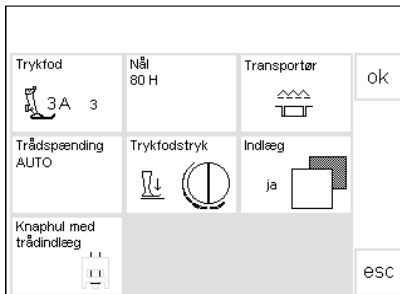 Trykfod
3A 3
Nål
80 H
Transportør
ok
Trådspænding
AUTO
Trykfodstryk
Indlæg
ja
Knaphul med
trådindlæg
esc